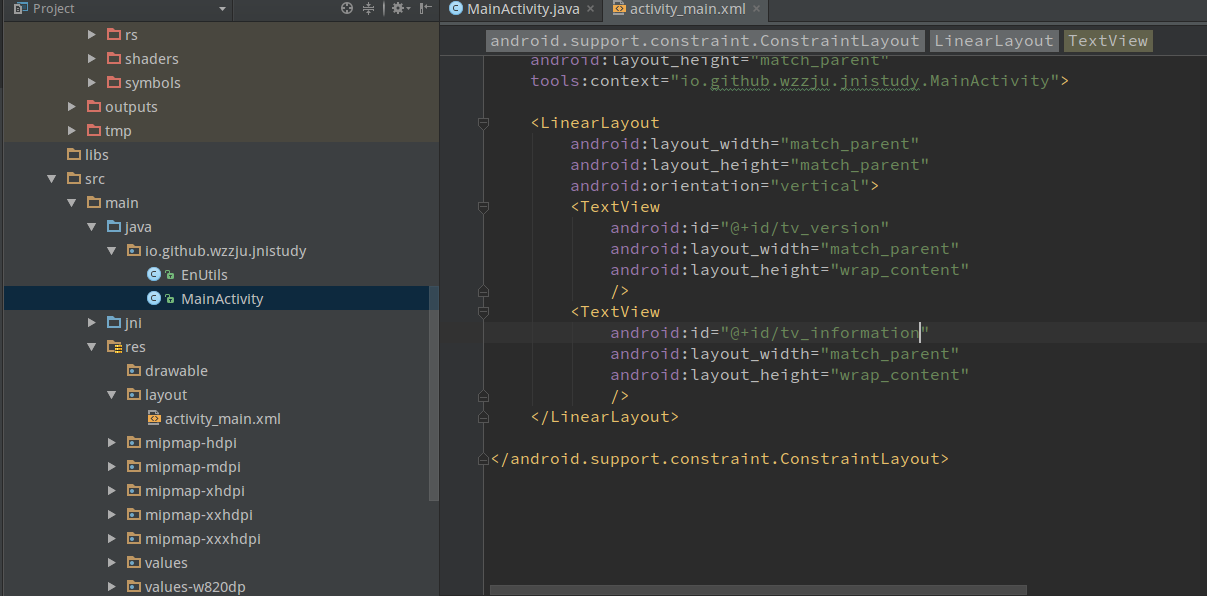 Project
rs
shaders
symbols
outputs
tmp
libs
src
main
java
io.github.wzzju.jnistudy
EnUtils
MainActivity
jni
res
drawable
layout
activity_main.xml
mipmap-hdpi
mipmap-mdpi
mipmap-xhdpi
mipmap-xxhdpi
mipmap-xxxhdpi
values
values-w820dp
MainActivity.java
activity_main.xml
android.support.constraint.ConstraintLayout LinearLayout TextView
android:layout_height="match_parent"
tools:context="io.github.wzzju.jnistudy.MainActivity">
<LinearLayout
android:layout_width="match_parent"
android:layout_height="match_parent"
android:orientation="vertical">
<TextView
android:id="@+id/tv_version"
android:layout_width="match_parent"
android:layout_height="wrap_content"
/>
<TextView
android:id="@+id/tv_information"
android:layout_width="match_parent"
android:layout_height="wrap_content"
/>
</LinearLayout>
</android.support.constraint.ConstraintLayout>